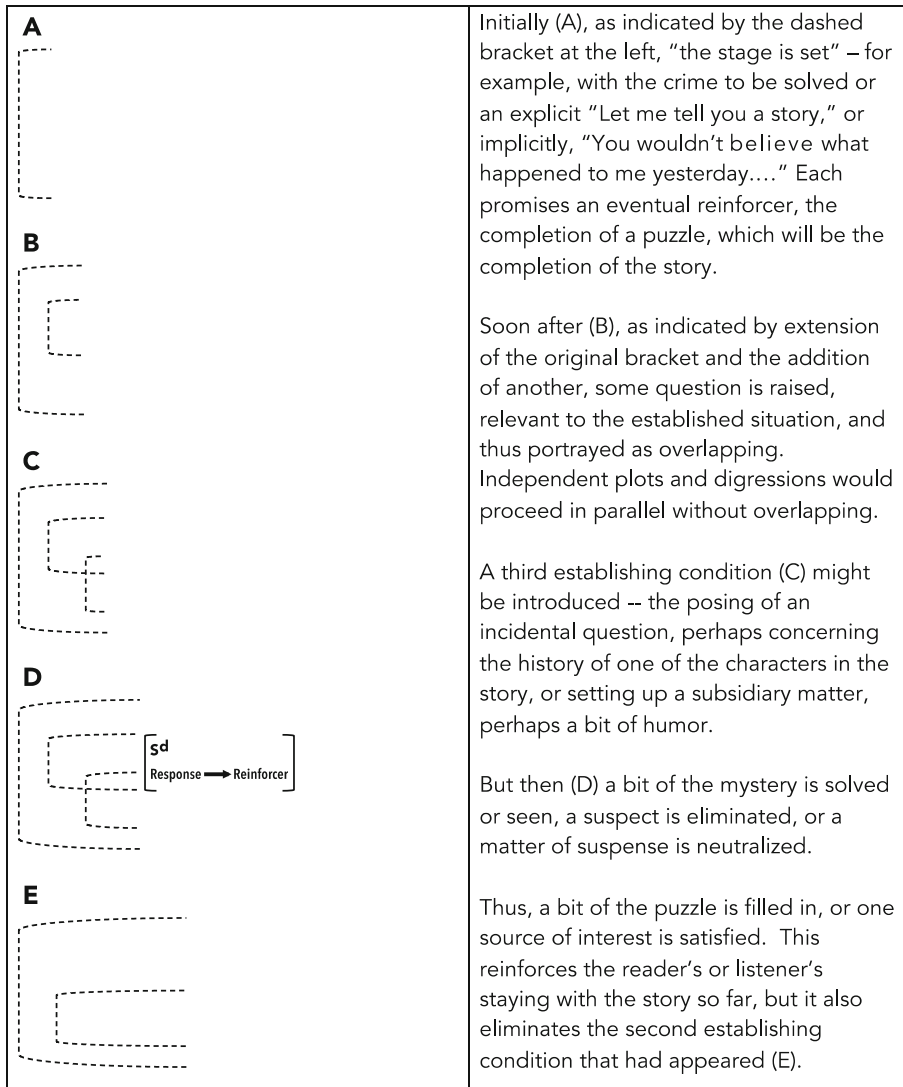 A
B
C
D
Sᵈ
Response → Reinforcer
E
Initially (A), as indicated by the dashed
bracket at the left, “the stage is set” – for
example, with the crime to be solved or
an explicit “Let me tell you a story,” or
implicitly, “You wouldn’t believe what
happened to me yesterday….” Each
promises an eventual reinforcer, the
completion of a puzzle, which will be the
completion of the story.
Soon after (B), as indicated by extension
of the original bracket and the addition
of another, some question is raised,
relevant to the established situation, and
thus portrayed as overlapping.
Independent plots and digressions would
proceed in parallel without overlapping.
A third establishing condition (C) might
be introduced -- the posing of an
incidental question, perhaps concerning
the history of one of the characters in the
story, or setting up a subsidiary matter,
perhaps a bit of humor.
But then (D) a bit of the mystery is solved
or seen, a suspect is eliminated, or a
matter of suspense is neutralized.
Thus, a bit of the puzzle is filled in, or one
source of interest is satisfied.  This
reinforces the reader’s or listener’s
staying with the story so far, but it also
eliminates the second establishing
condition that had appeared (E).